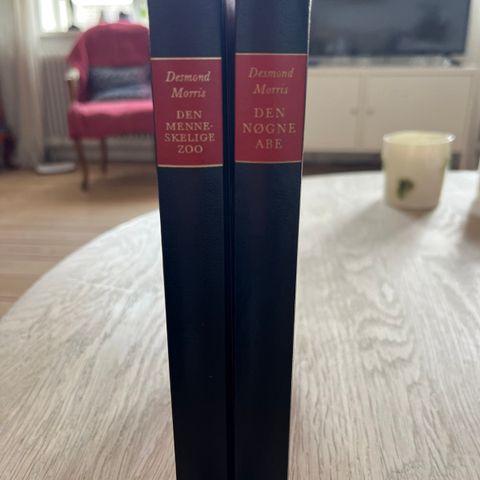 Desmond
Morris
DEN
MENNE-
SKELIGE
ZOO
Desmond
Morris
DEN
NØGNE
ABE